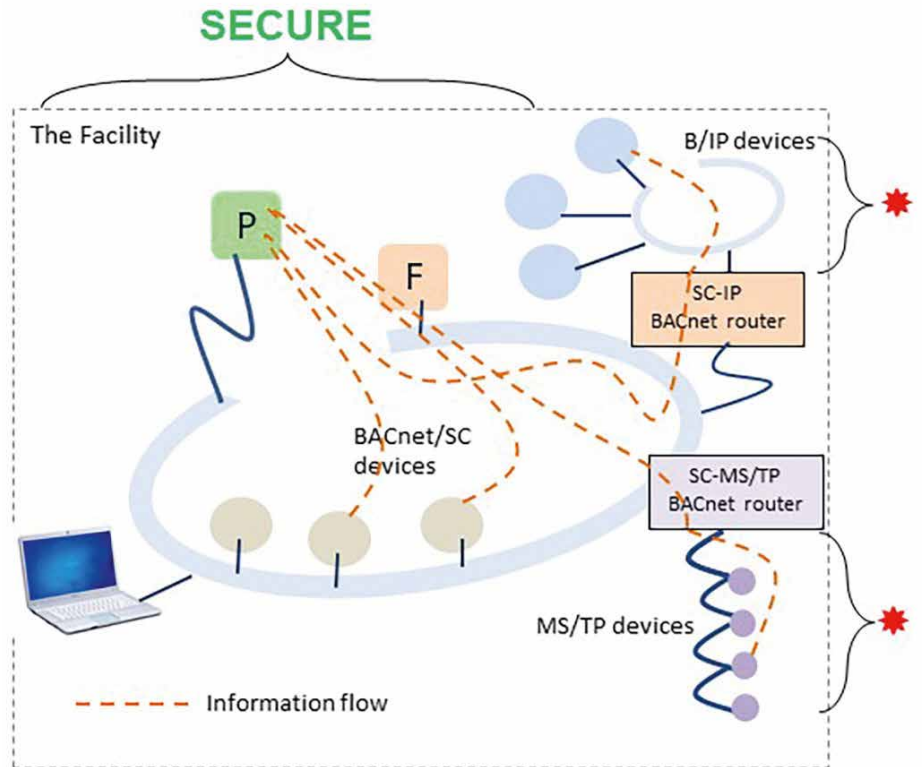 SECURE
The Facility
B/IP devices
P
F
SC-IP
BACnet router
BACnet/SC
devices
SC-MS/TP
BACnet router
MS/TP devices
Information flow